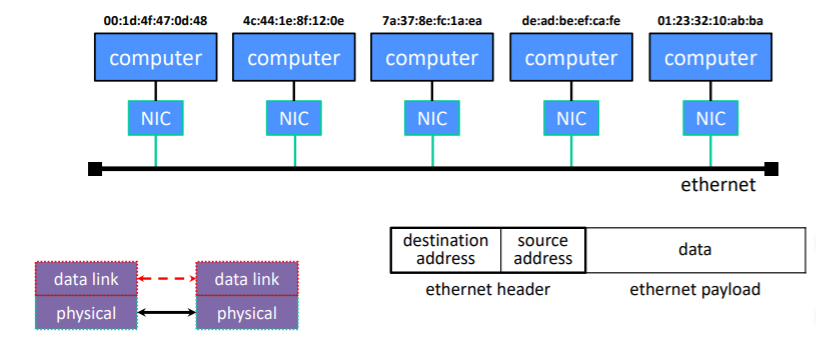 00:1d:4f:47:0d:48 4c:44:1e:8f:12:0e 7a:37:8e:fc:1a:ea de:ad:be:ef:ca:fe 01:23:32:10:ab:ba
computer computer computer computer computer
NIC NIC NIC NIC NIC
ethernet
destination address
source address
data
ethernet header ethernet payload
data link data link
physical physical